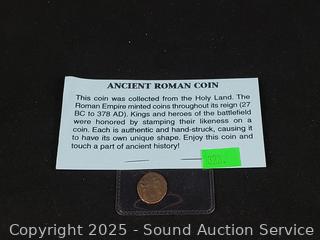 ANCIENT ROMAN COIN
This coin was collected from the Holy Land. The
Roman Empire minted coins throughout its reign (27
BC to 378 AD). Kings and heroes of the battlefield
were honored by stamping their likeness on a
coin. Each is authentic and hand-struck, causing it
to have its own unique shape. Enjoy this coin and
touch a part of ancient history!
Copyright 2025 - Sound Auction Service